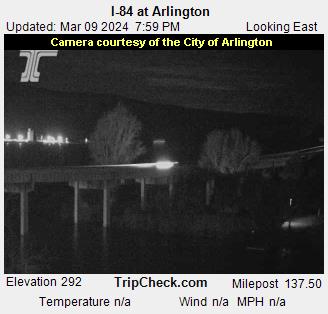 I-84 at Arlington
Updated: Mar 09 2024 7:59 PM Looking East
Camera courtesy of the City of Arlington
Elevation 292 TripCheck.com Milepost 137.50
Temperature n/a Wind n/a MPH n/a